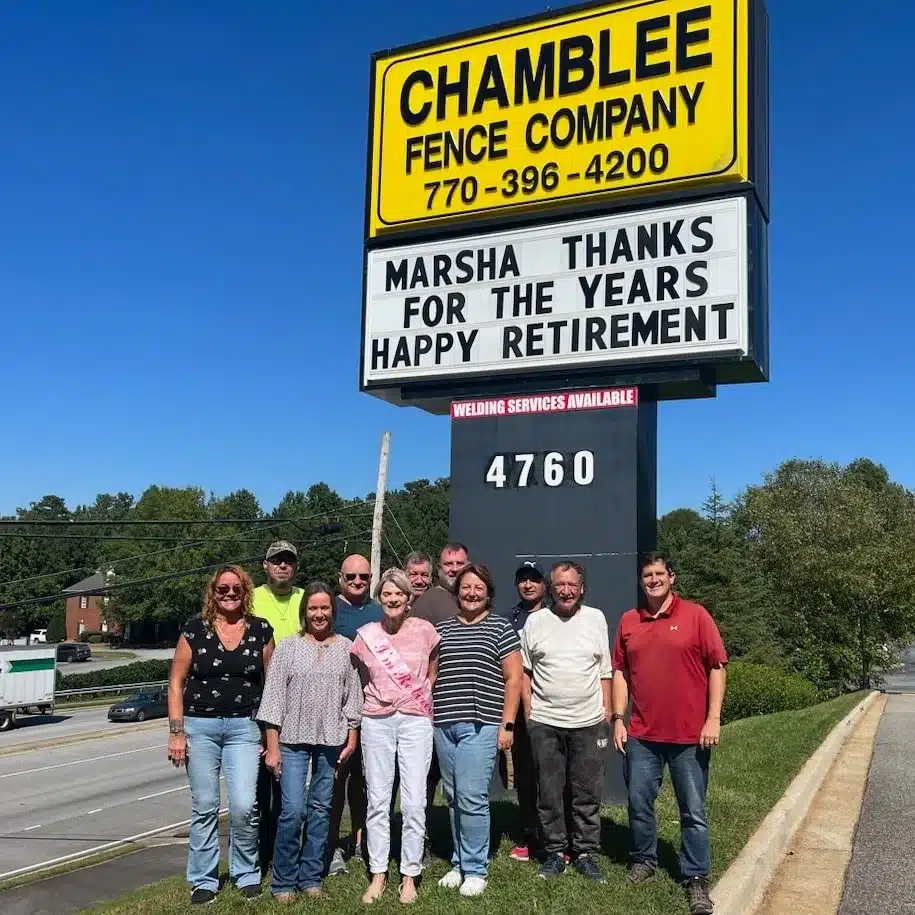 CHAMBLEE
FENCE COMPANY
770-396-4200
MARSHA THANKS
FOR THE YEARS
HAPPY RETIREMENT
WELDING SERVICES AVAILABLE
4760
I'm